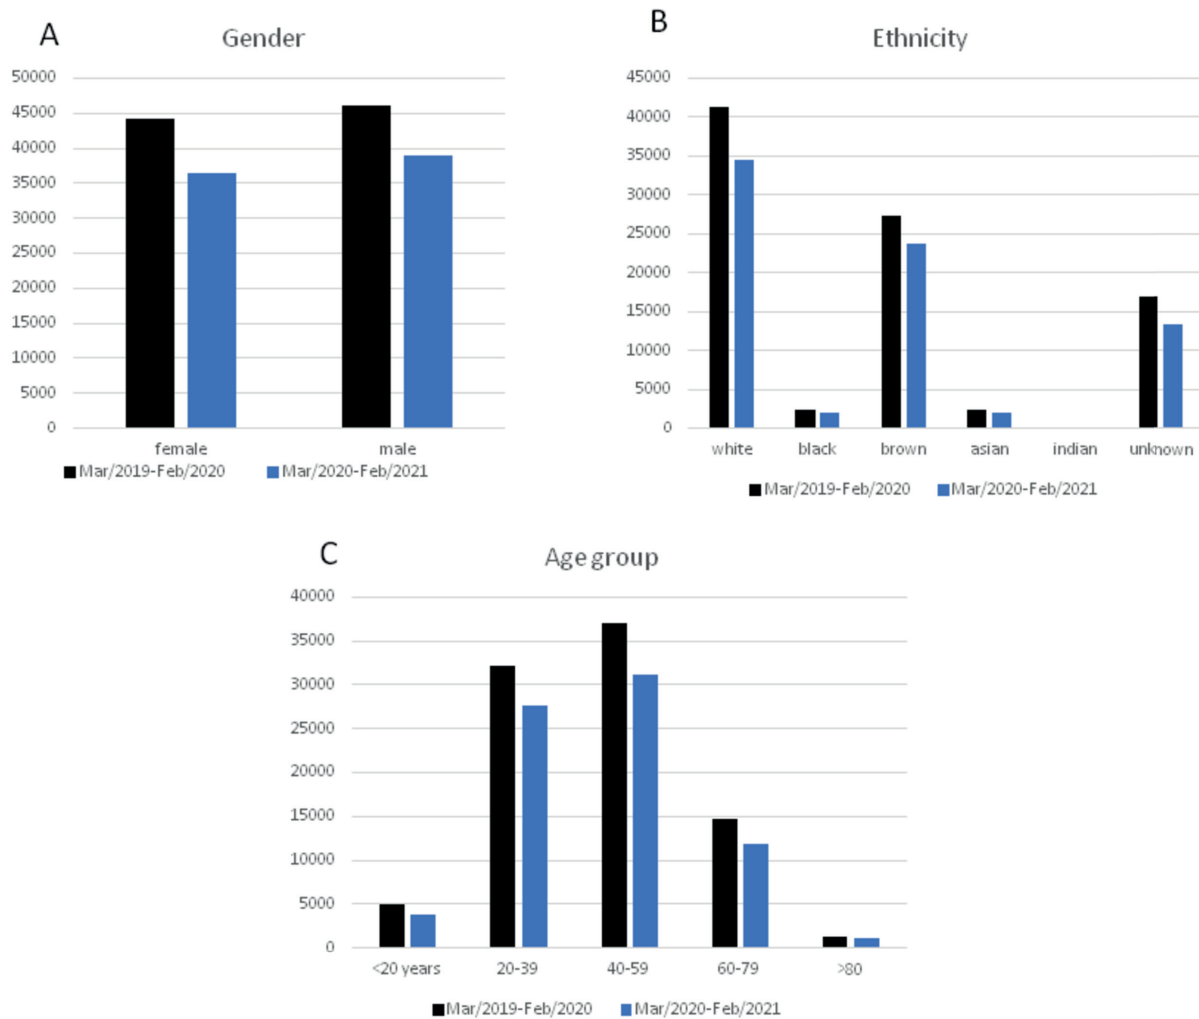 A
Gender
50000
45000
40000
35000
30000
25000
20000
15000
10000
5000
0
female male
Mar/2019-Feb/2020 Mar/2020-Feb/2021
B
Ethnicity
45000
40000
35000
30000
25000
20000
15000
10000
5000
0
white black brown asian indian unknown
Mar/2019-Feb/2020 Mar/2020-Feb/2021
C
Age group
40000
35000
30000
25000
20000
15000
10000
5000
0
<20 years 20-39 40-59 60-79 >80
Mar/2019-Feb/2020 Mar/2020-Feb/2021